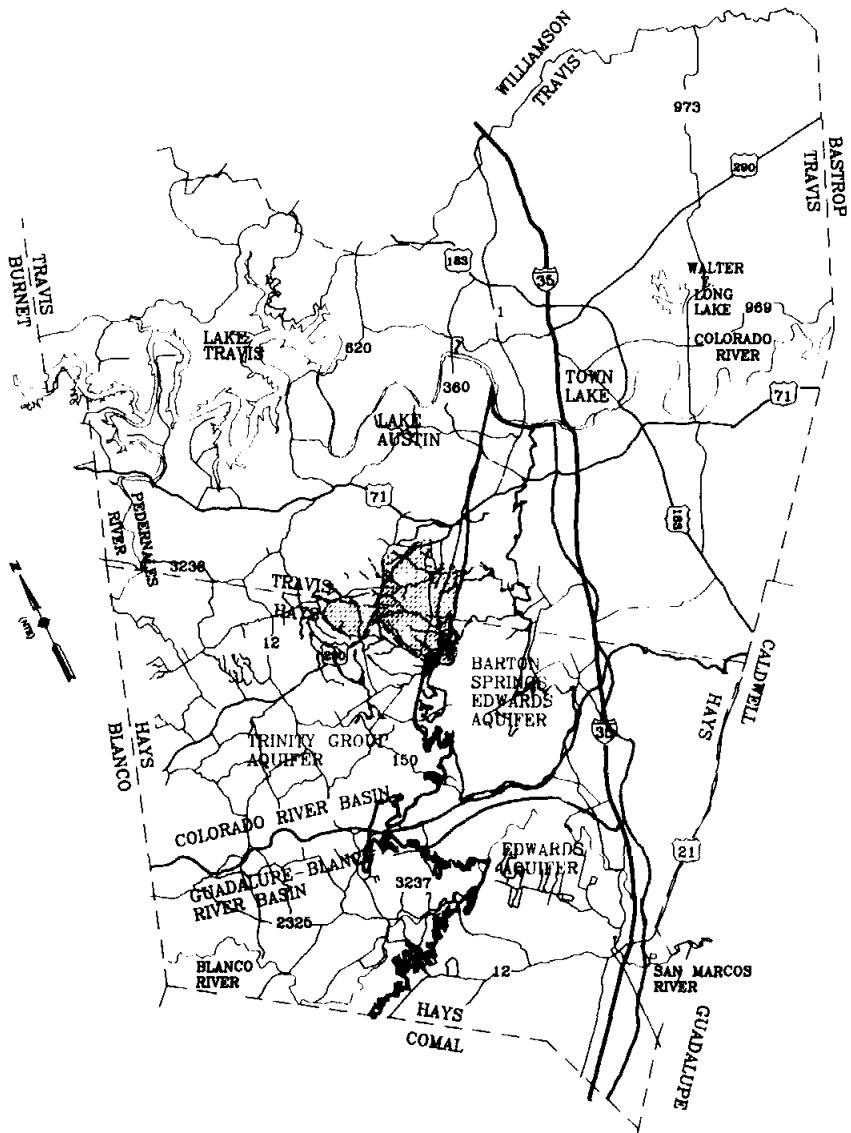 WILLIAMSON
TRAVIS
973
290
BASTROP
TRAVIS
TRAVIS
BURNET
183
35
WALTER
LONG
LAKE
969
COLORADO
RIVER
1
LAKE
TRAVIS
620
360
TOWN
LAKE
71
LAKE
AUSTIN
71
183
PEDERNALES
RIVER
3238
N
TRAVIS
HAYS
12
290
BARTON
SPRINGS
EDWARDS
AQUIFER
CALDWELL
HAYS
HAYS
BLANCO
TRINITY GROUP
AQUIFER
150
35
COLORADO RIVER BASIN
EDWARDS
AQUIFER
21
GUADALURE-BLANCO
RIVER BASIN
3237
2325
BLANCO
RIVER
12
SAN MARCOS
RIVER
HAYS
COMAL
GUADALUPE